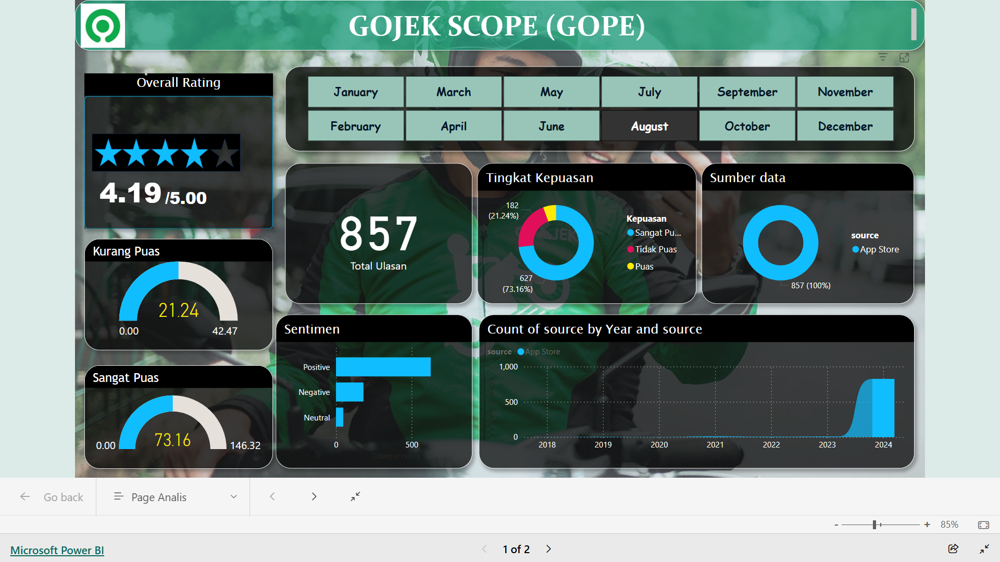 GOJEK SCOPE (GOPE)
Overall Rating
4.19 /5.00
January
March
May
July
September
November
February
April
June
August
October
December
857
Total Ulasan
Tingkat Kepuasan
182
(21.24%)
627
(73.16%)
Kepuasan
Sangat Pu...
Tidak Puas
Puas
Sumber data
source
App Store
857 (100%)
Kurang Puas
21.24
0.00
42.47
Sangat Puas
73.16
0.00
146.32
Sentimen
Positive
Negative
Neutral
0
500
Count of rating
Count of source by Year and source
source
App Store
1,000
500
0
2018
2019
2020
2021
2022
2023
2024
Year
Go back
Page Analis
- + 85%
Microsoft Power BI
1 of 2